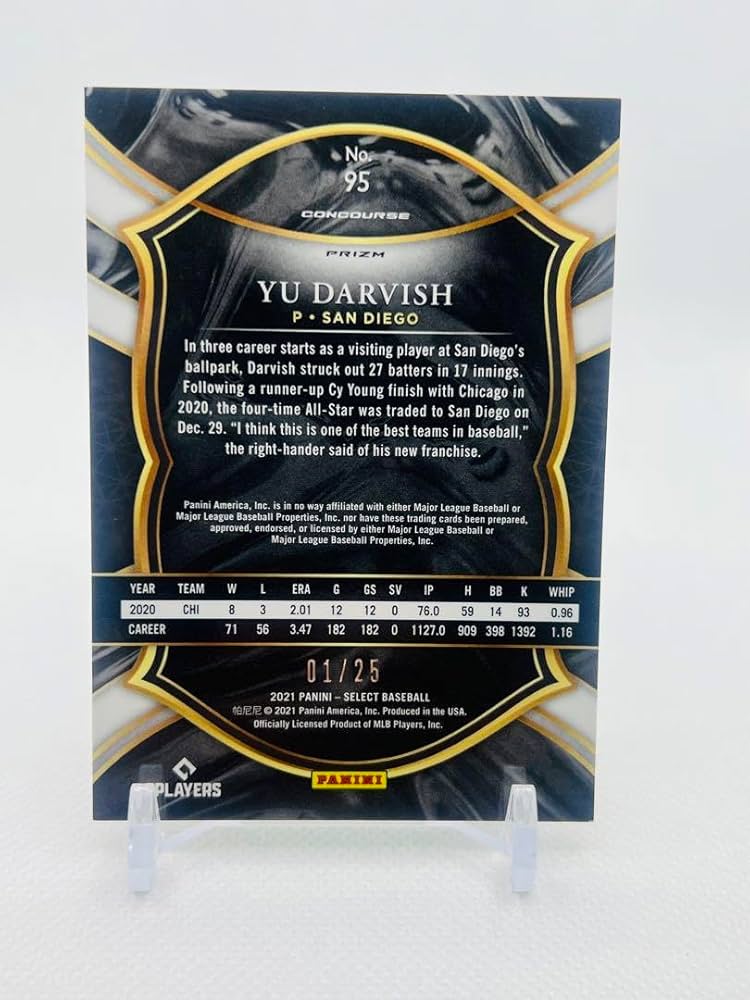 No.
95
CONCOURSE
PRIZM
YU DARVISH
P • SAN DIEGO
In three career starts as a visiting player at San Diego's
ballpark, Darvish struck out 27 batters in 17 innings.
Following a runner-up Cy Young finish with Chicago in
2020, the four-time All-Star was traded to San Diego on
Dec. 29. "I think this is one of the best teams in baseball,"
the right-hander said of his new franchise.
Panini America, Inc. is in no way affiliated with either Major League Baseball or
Major League Baseball Properties, Inc. nor have these trading cards been prepared,
approved, endorsed, or licensed by either Major League Baseball or
Major League Baseball Properties, Inc.
YEAR TEAM W L ERA G GS SV IP H BB K WHIP
2020 CHI 8 3 2.01 12 12 0 76.0 59 14 93 0.96
CAREER 71 56 3.47 182 182 0 1127.0 909 398 1392 1.16
01/25
2021 PANINI – SELECT BASEBALL
帕尼尼 © 2021 Panini America, Inc. Produced in the USA.
Officially Licensed Product of MLB Players, Inc.
PLAYERS
PANINI